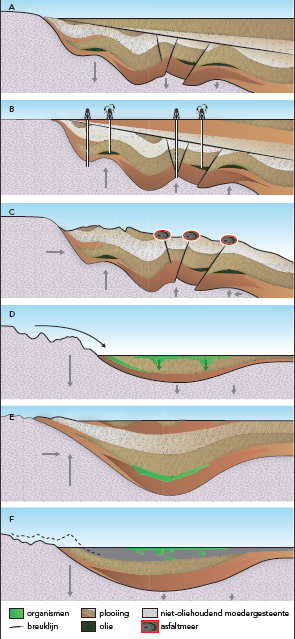 A
B
C
D
E
F
organismen plooiing niet-oliehoudend moedergesteente
breuklijn olie asfaltmeer